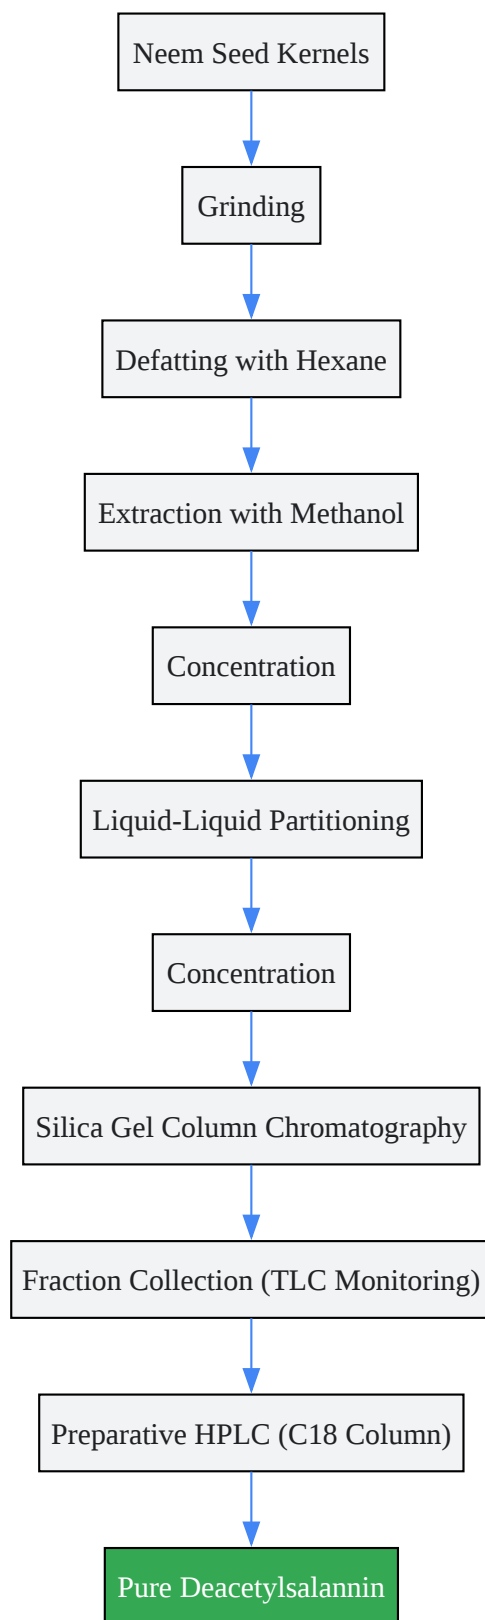 Neem Seed Kernels
Grinding
Defatting with Hexane
Extraction with Methanol
Concentration
Liquid-Liquid Partitioning
Concentration
Silica Gel Column Chromatography
Fraction Collection (TLC Monitoring)
Preparative HPLC (C18 Column)
Pure Deacetylsalannin